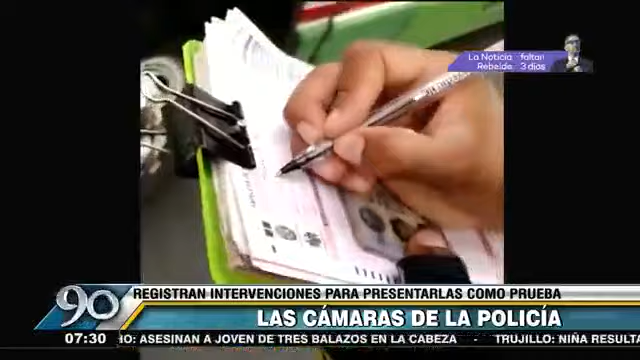 La Noticia faltan
Rebelde 3 días
REGISTRAN INTERVENCIONES PARA PRESENTARLAS COMO PRUEBA
90
LAS CÁMARAS DE LA POLICÍA
07:30 HO: ASESINAN A JOVEN DE TRES BALAZOS EN LA CABEZA - TRUJILLO: NIÑA RESULTA